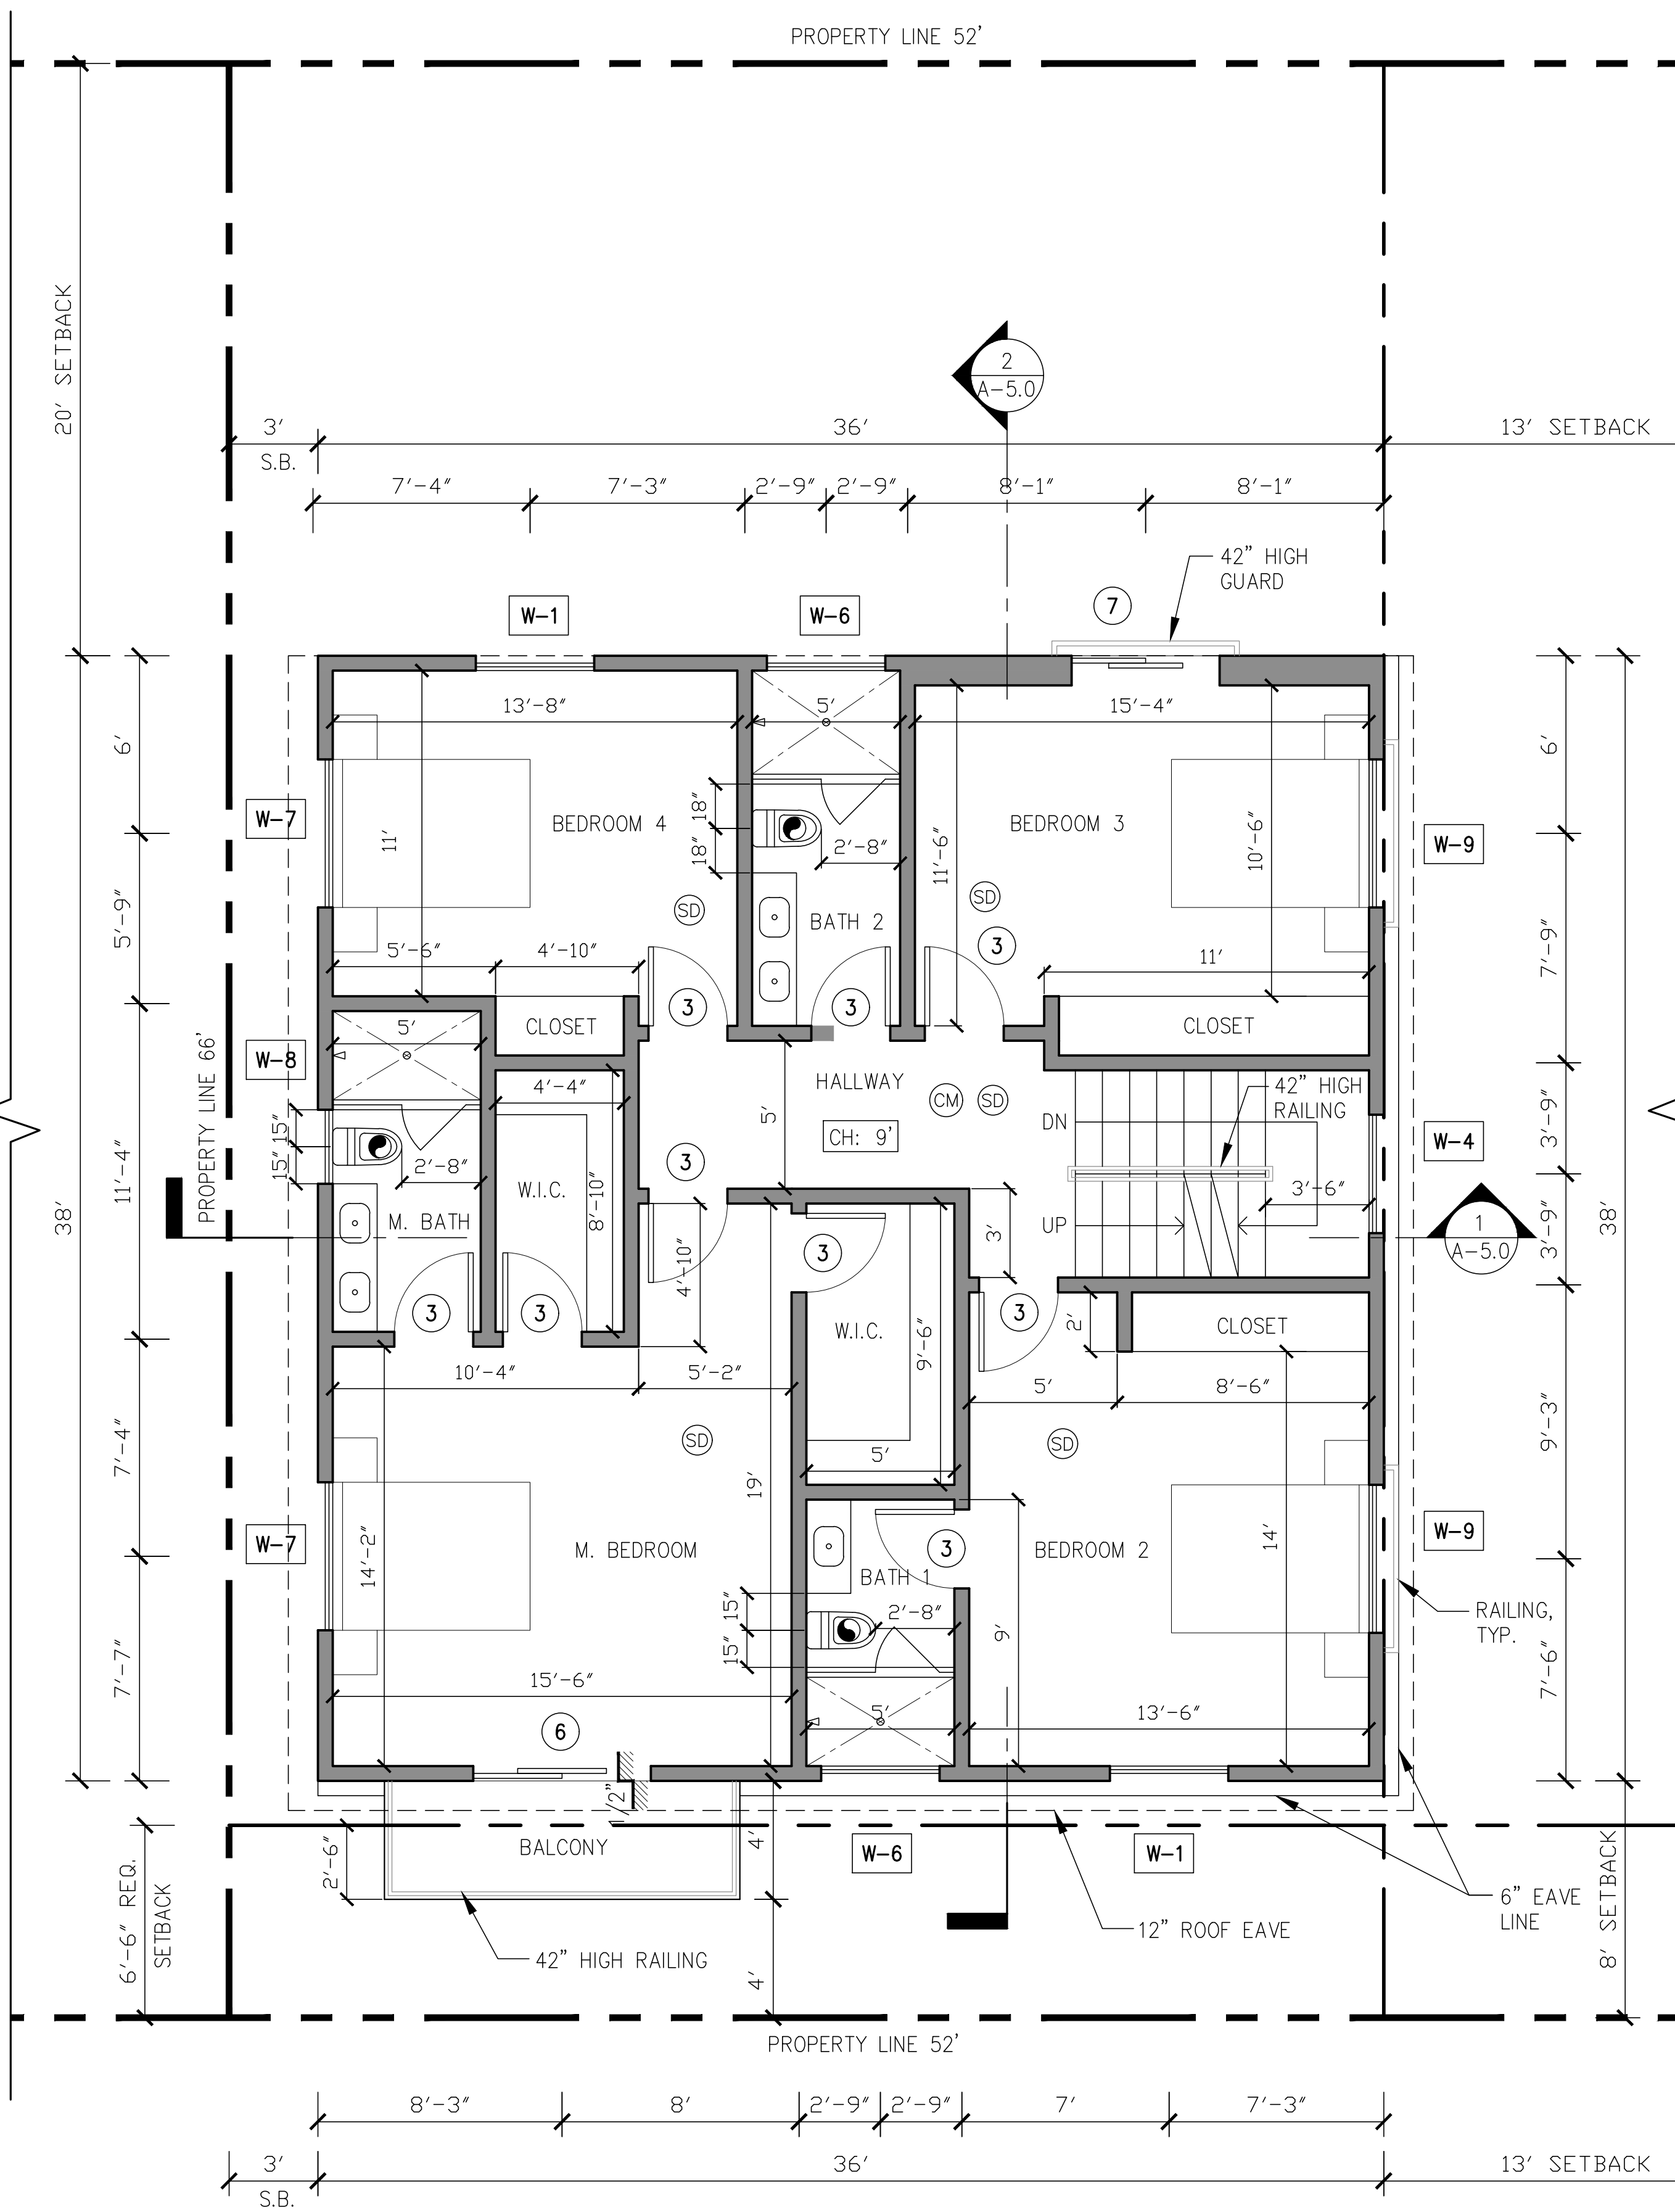 PROPERTY LINE 52'
20' SETBACK
2
A-5.0
3'
36'
13' SETBACK
S.B.
7'-4"
7'-3"
2'-9"
2'-9"
8'-1"
8'-1"
42" HIGH
GUARD
W-1
W-6
7
6'
13'-8"
5'
15'-4"
6'
W-7
BEDROOM 4
11'
18"
18"
2'-8"
BEDROOM 3
11'-6"
10'-6"
W-9
5'-9"
SD
BATH 2
SD
3
7'-9"
5'-6"
4'-10"
11'
3
3
CLOSET
CLOSET
5'
W-8
PROPERTY LINE 66'
4'-4"
HALLWAY
CM
SD
42" HIGH
RAILING
5'
CH: 9'
DN
W-4
3'-9"
15"
15"
2'-8"
11'-4"
3
W.I.C.
8'-10"
M. BATH
38'
3'-6"
UP
3'
1
A-5.0
3'-9"
38'
3
4'-10"
3
3
3
2'
CLOSET
W.I.C.
9'-6"
10'-4"
5'-2"
5'
8'-6"
7'-4"
SD
SD
9'-3"
5'
19'
W-7
14'-2"
M. BEDROOM
3
BEDROOM 2
14'
W-9
BATH 1
15"
15"
2'-8"
9'
RAILING,
TYP.
7'-7"
15'-6"
7'-6"
6
5'
13'-6"
1/2"
BALCONY
2'-6"
4'
W-6
W-1
6'-6" REQ.
SETBACK
6" EAVE
LINE
12" ROOF EAVE
42" HIGH RAILING
4'
8' SETBACK
PROPERTY LINE 52'
8'-3"
8'
2'-9"
2'-9"
7'
7'-3"
3'
36'
13' SETBACK
S.B.